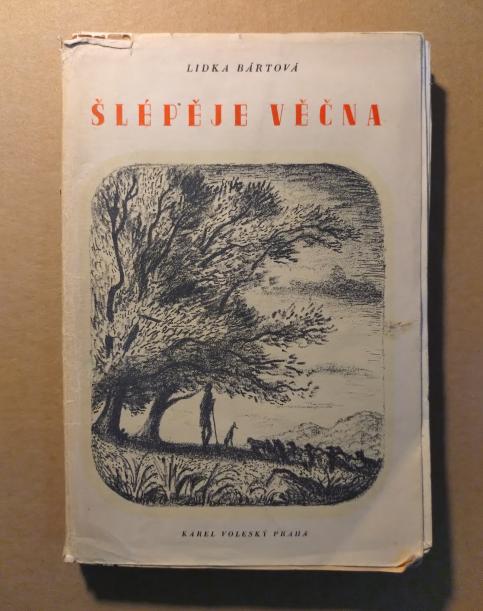 LIDKA BÁRTOVÁ
ŠLÉPĚJE VĚČNA
KAREL VOLESKÝ PRAHA